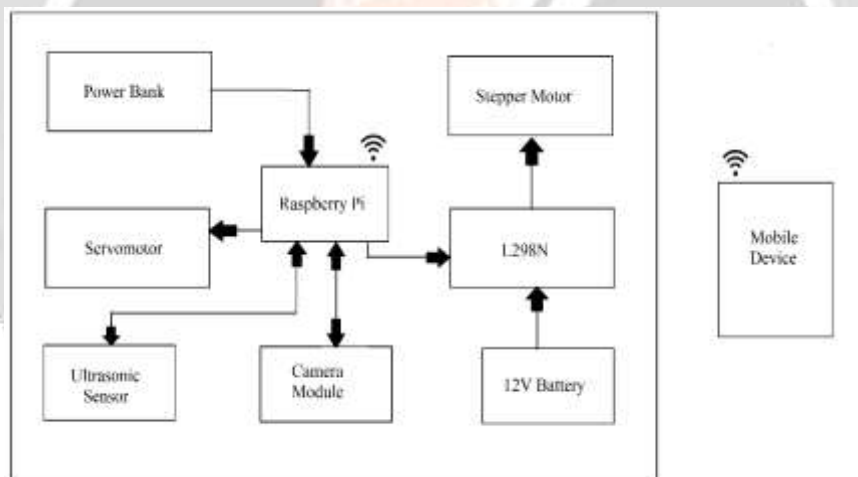 Power Bank
Stepper Motor
Raspberry Pi
Servomotor
L298N
Mobile
Device
Ultrasonic
Sensor
Camera
Module
12V Battery